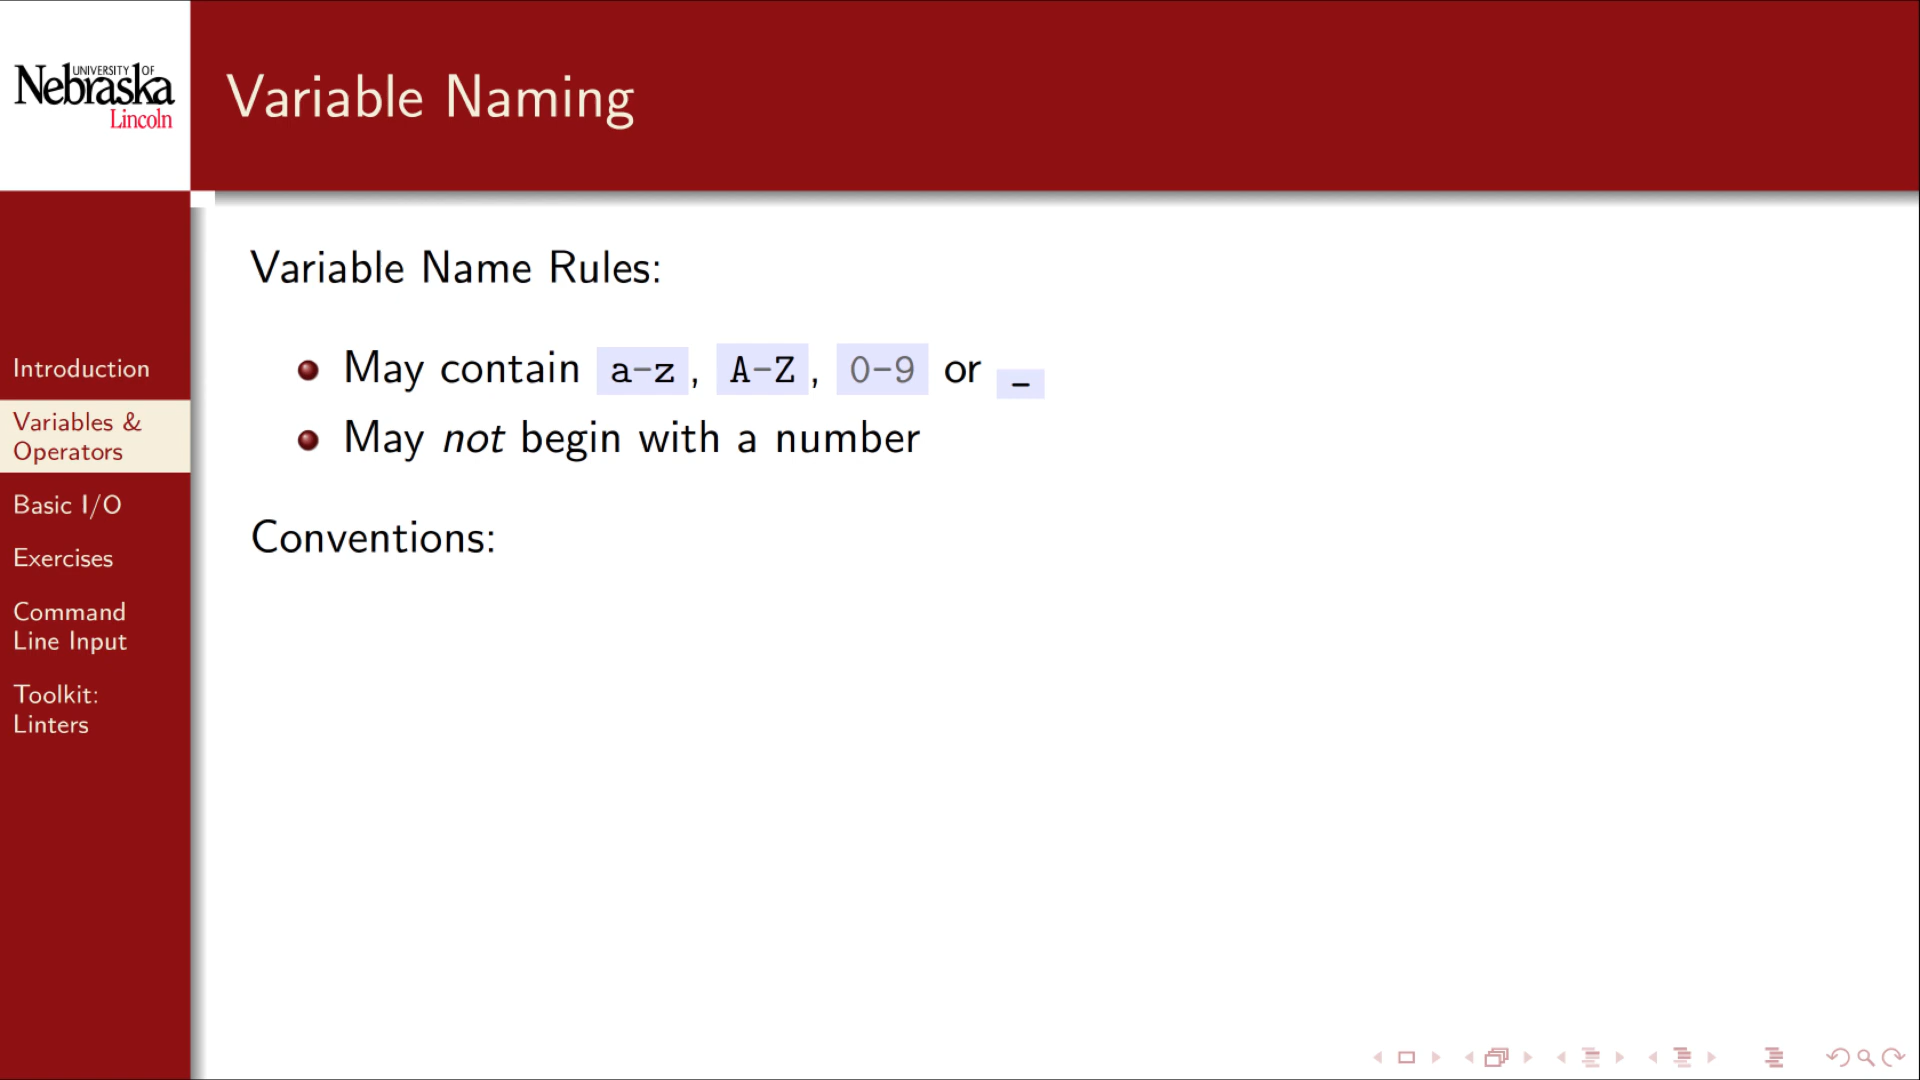 UNIVERSITY OF
Nebraska
Lincoln
Variable Naming
Introduction
Variables &
Operators
Basic I/O
Exercises
Command
Line Input
Toolkit:
Linters
Variable Name Rules:
May contain a-z, A-Z, 0-9 or _
May not begin with a number
Conventions: